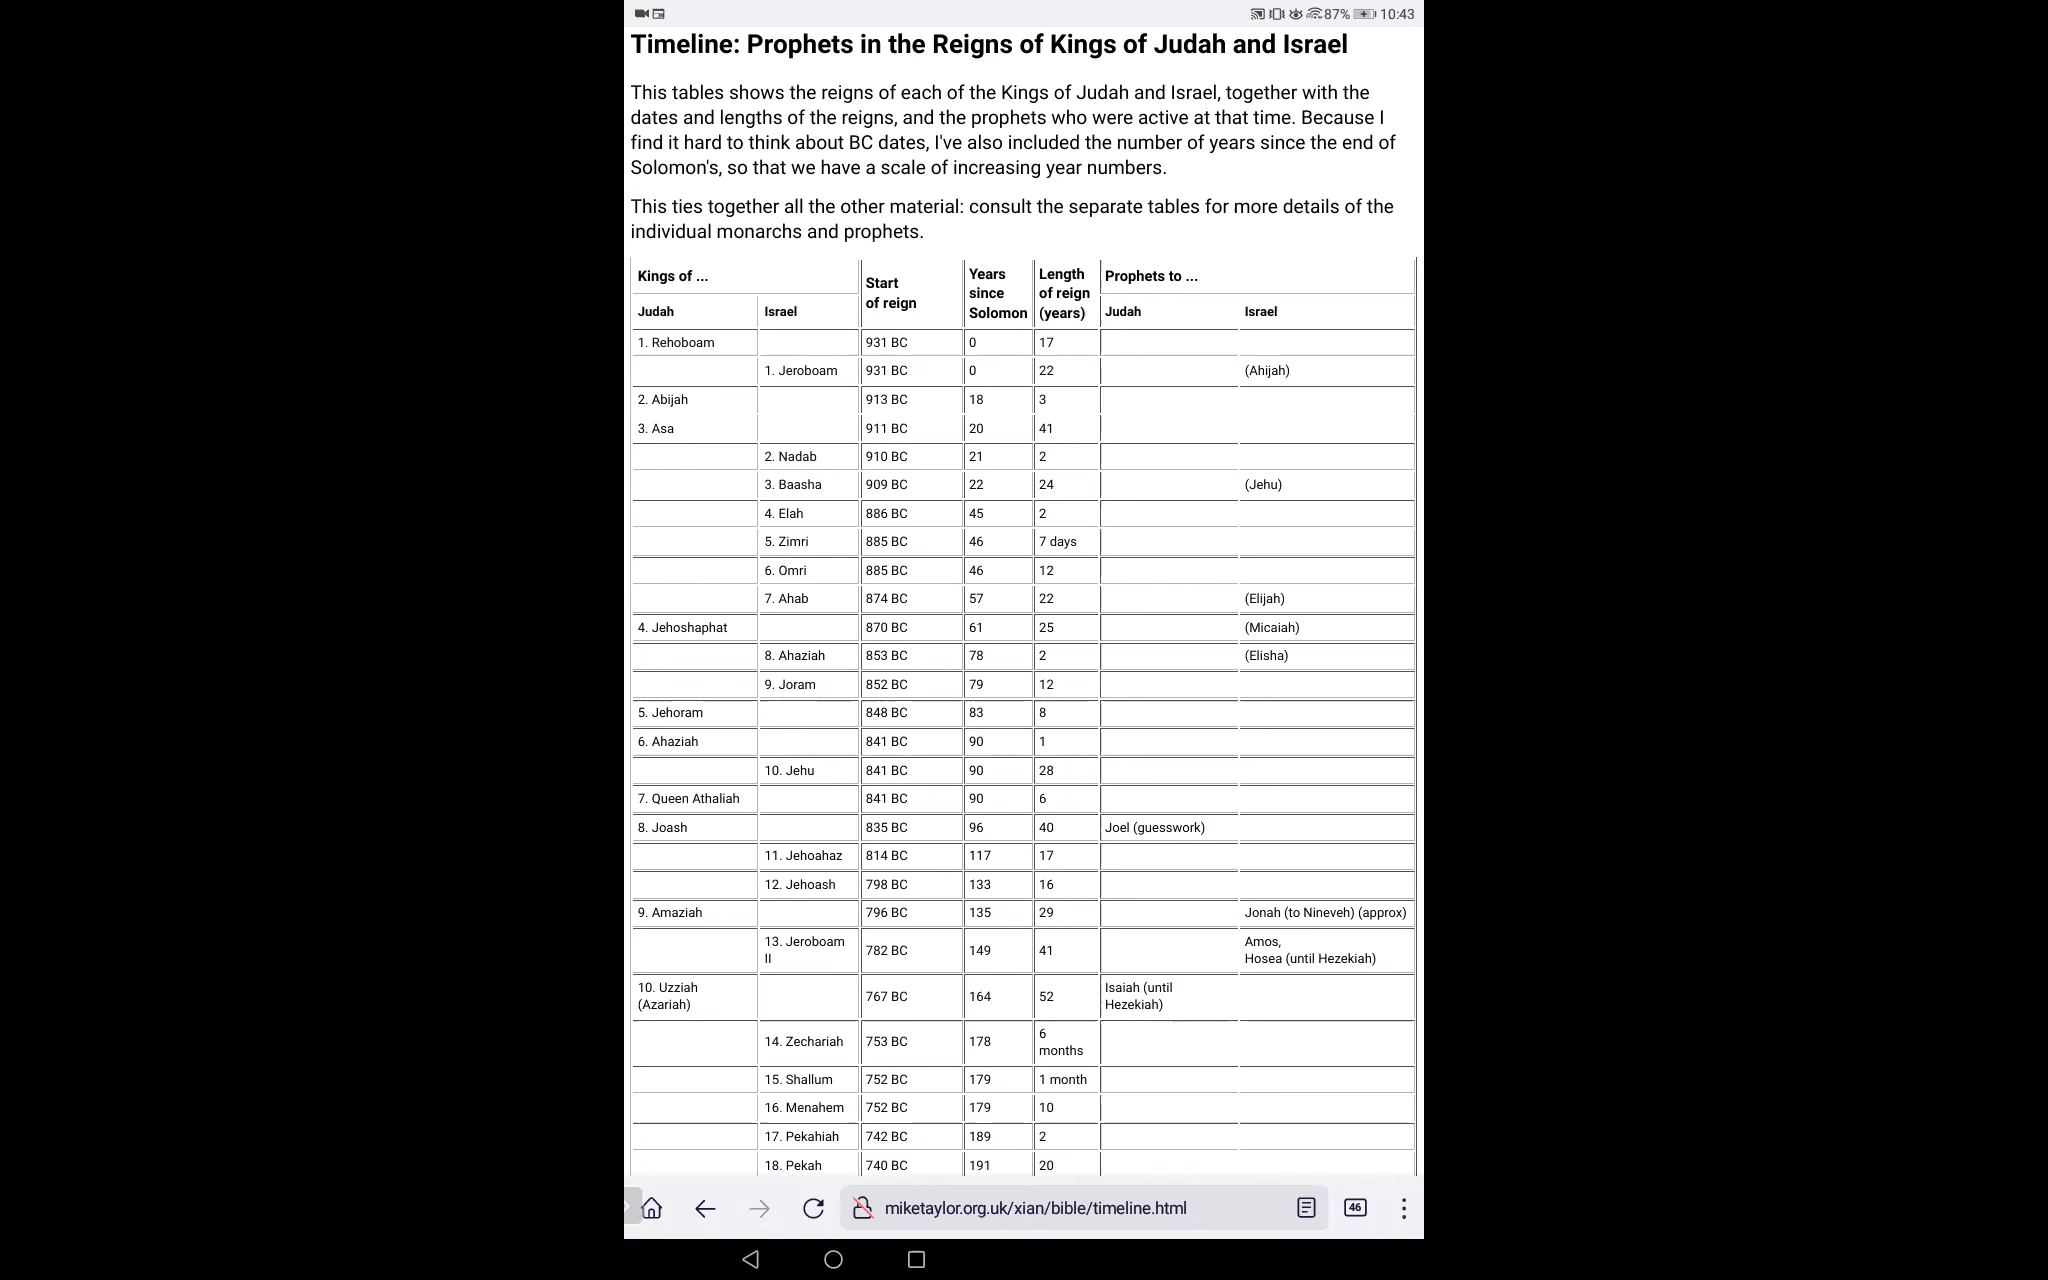 87% 10:43
Timeline: Prophets in the Reigns of Kings of Judah and Israel
This tables shows the reigns of each of the Kings of Judah and Israel, together with the
dates and lengths of the reigns, and the prophets who were active at that time. Because I
find it hard to think about BC dates, I've also included the number of years since the end of
Solomon's, so that we have a scale of increasing year numbers.
This ties together all the other material: consult the separate tables for more details of the
individual monarchs and prophets.
Kings of ... Start of reign Years since Solomon Length of reign (years) Prophets to ...
Judah Israel Judah Israel
1. Rehoboam 931 BC 0 17
1. Jeroboam 931 BC 0 22 (Ahijah)
2. Abijah 913 BC 18 3
3. Asa 911 BC 20 41
2. Nadab 910 BC 21 2
3. Baasha 909 BC 22 24 (Jehu)
4. Elah 886 BC 45 2
5. Zimri 885 BC 46 7 days
6. Omri 885 BC 46 12
7. Ahab 874 BC 57 22 (Elijah)
4. Jehoshaphat 870 BC 61 25 (Micaiah)
8. Ahaziah 853 BC 78 2 (Elisha)
9. Joram 852 BC 79 12
5. Jehoram 848 BC 83 8
6. Ahaziah 841 BC 90 1
10. Jehu 841 BC 90 28
7. Queen Athaliah 841 BC 90 6
8. Joash 835 BC 96 40 Joel (guesswork)
11. Jehoahaz 814 BC 117 17
12. Jehoash 798 BC 133 16
9. Amaziah 796 BC 135 29 Jonah (to Nineveh) (approx)
13. Jeroboam II 782 BC 149 41 Amos, Hosea (until Hezekiah)
10. Uzziah (Azariah) 767 BC 164 52 Isaiah (until Hezekiah)
14. Zechariah 753 BC 178 6 months
15. Shallum 752 BC 179 1 month
16. Menahem 752 BC 179 10
17. Pekahiah 742 BC 189 2
18. Pekah 740 BC 191 20
miketaylor.org.uk/xian/bible/timeline.html 46